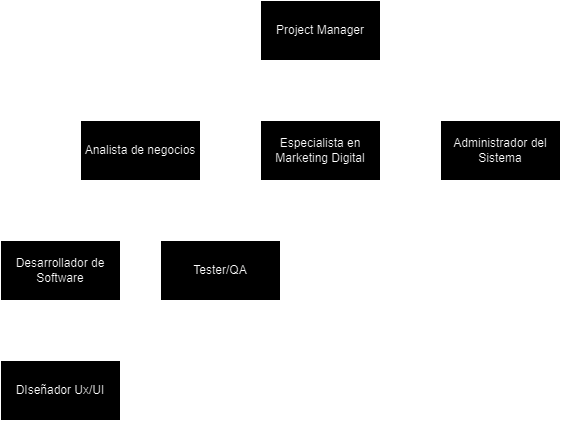 Project Manager
Analista de negocios
Especialista en
Marketing Digital
Administrador del
Sistema
Desarrollador de
Software
Tester/QA
DIseñador Ux/UI